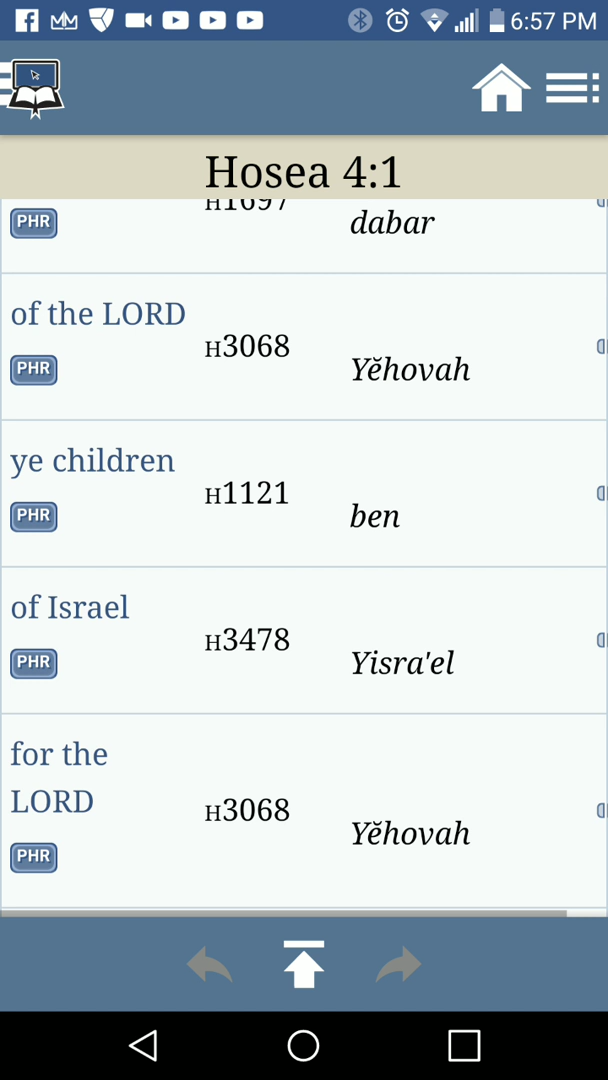 6:57 PM
Hosea 4:1
H1697
PHR
dabar
of the LORD
H3068
PHR
Yĕhovah
ye children
H1121
PHR
ben
of Israel
H3478
PHR
Yisra'el
for the
LORD
H3068
Yĕhovah
PHR